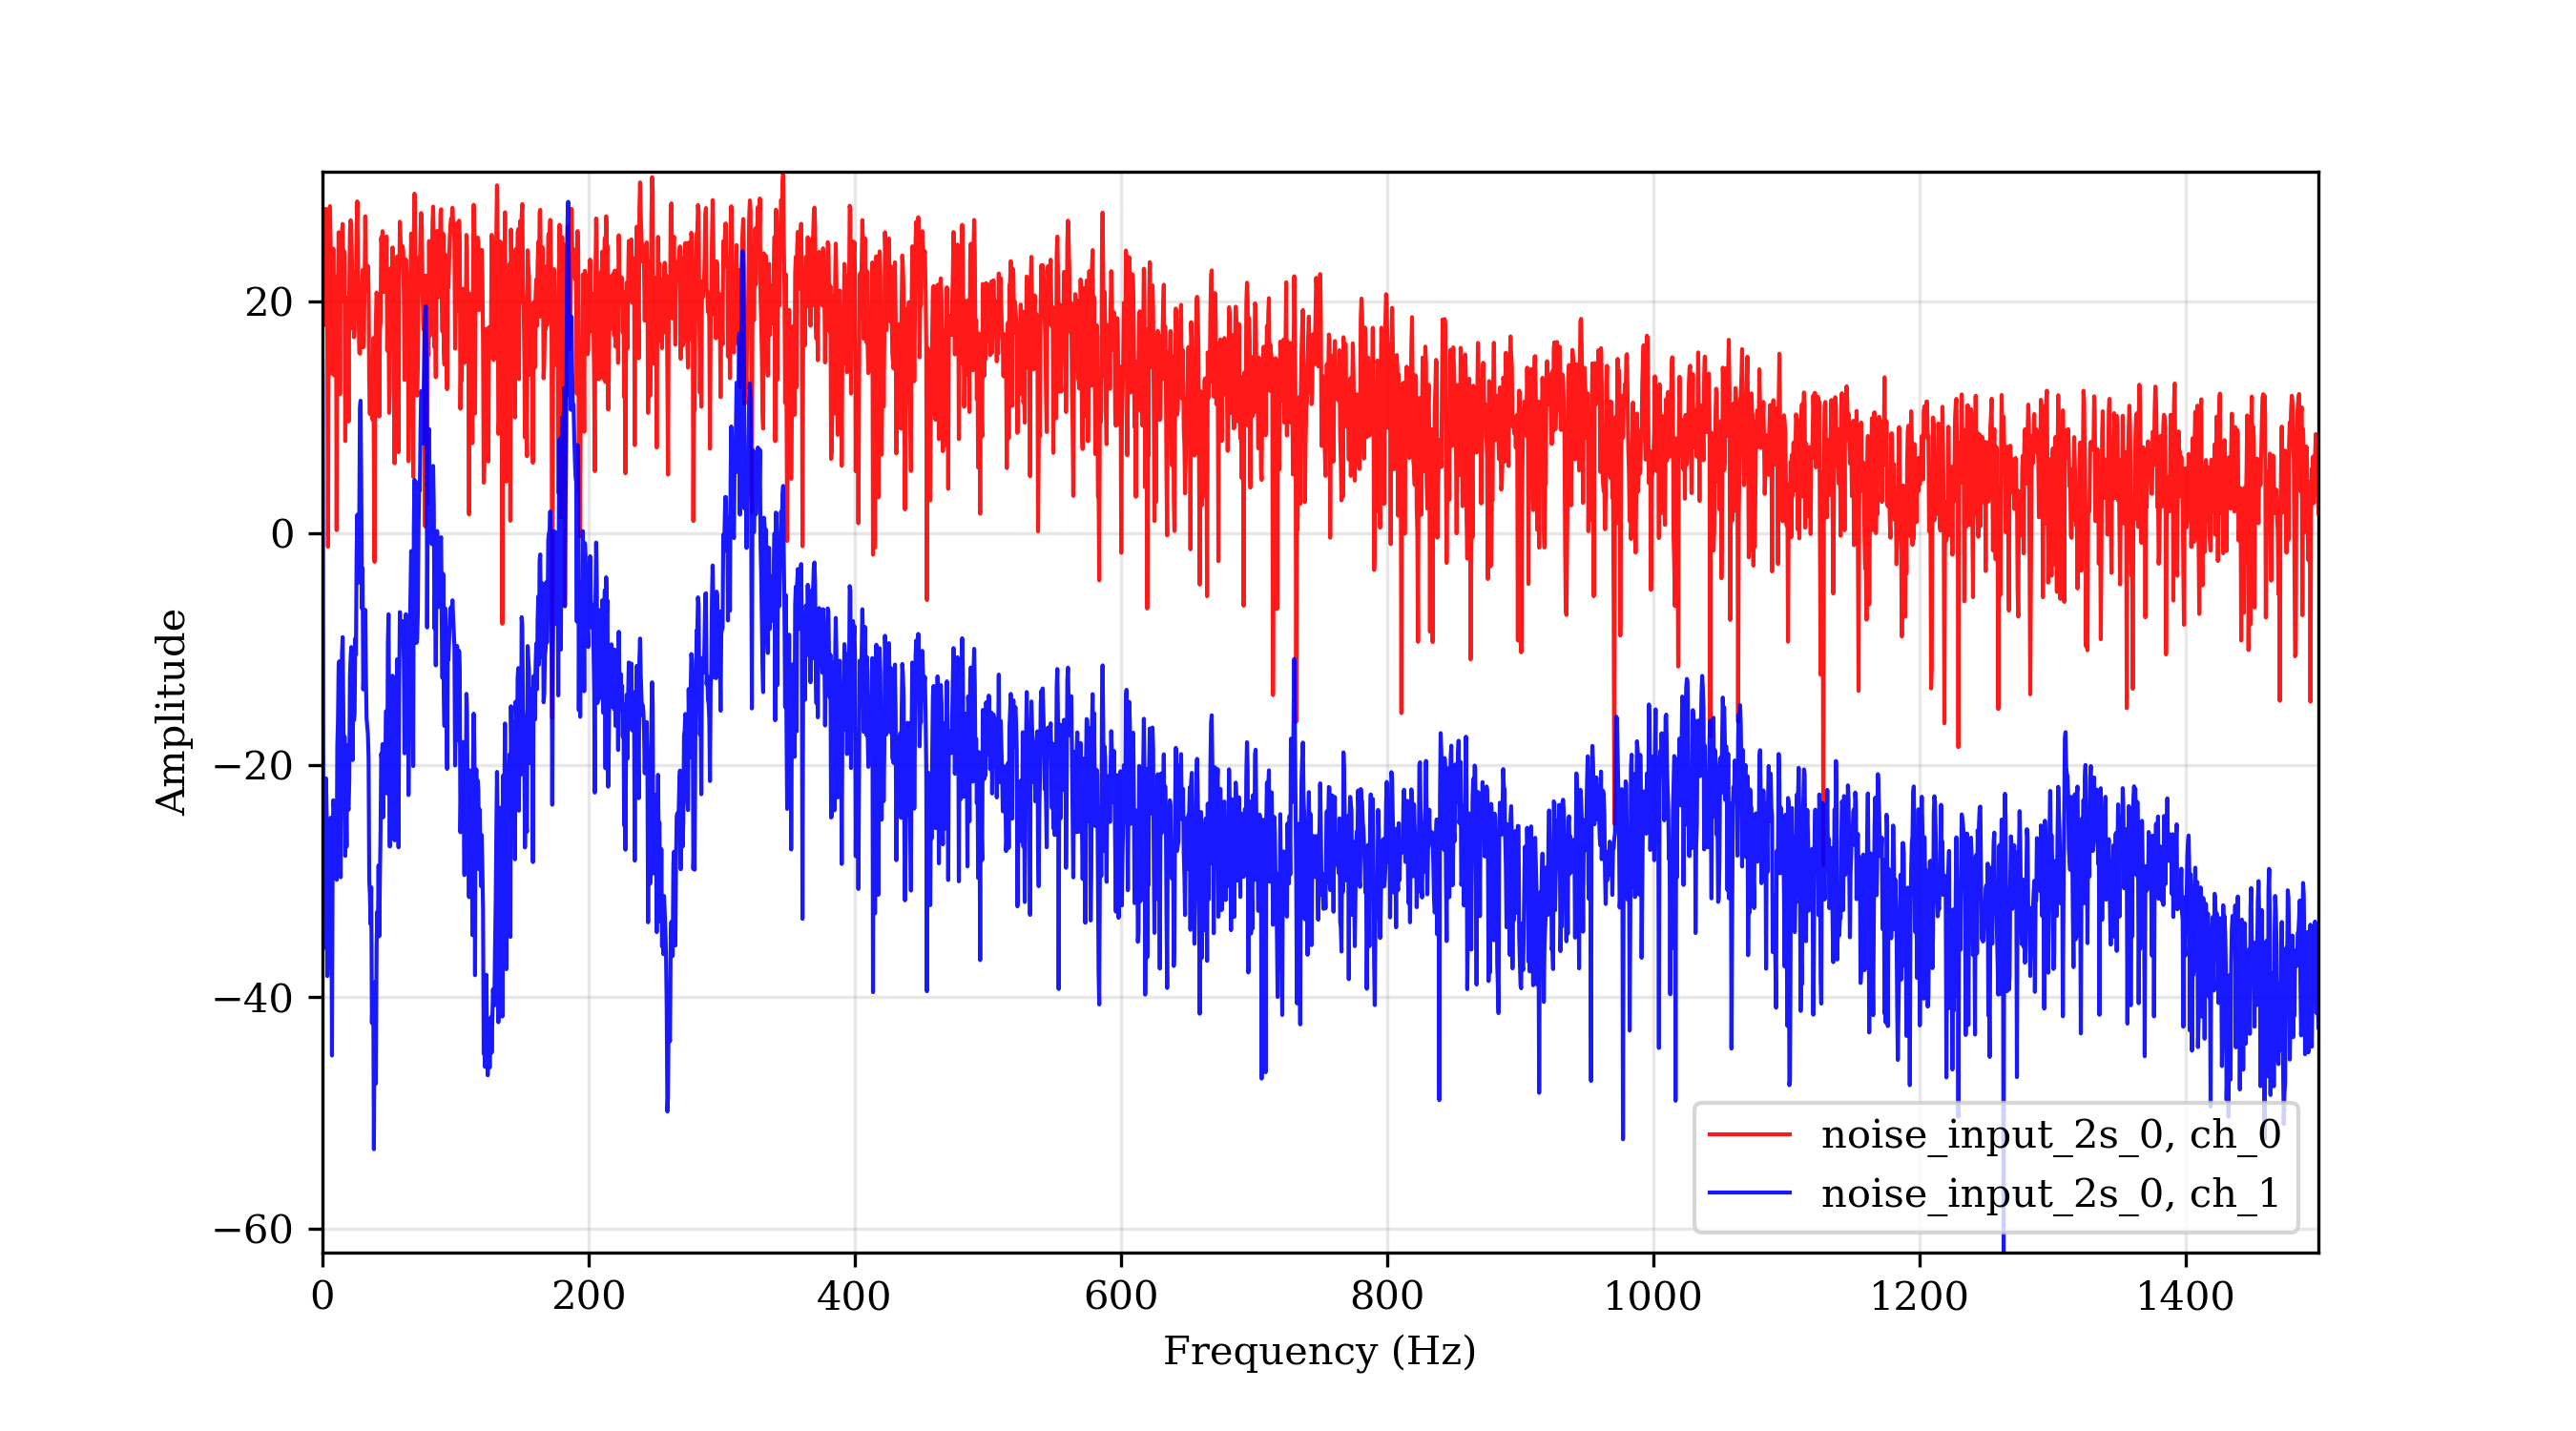 20
0
−20
−40
−60
Amplitude
0 200 400 600 800 1000 1200 1400
Frequency (Hz)
noise_input_2s_0, ch_0
noise_input_2s_0, ch_1